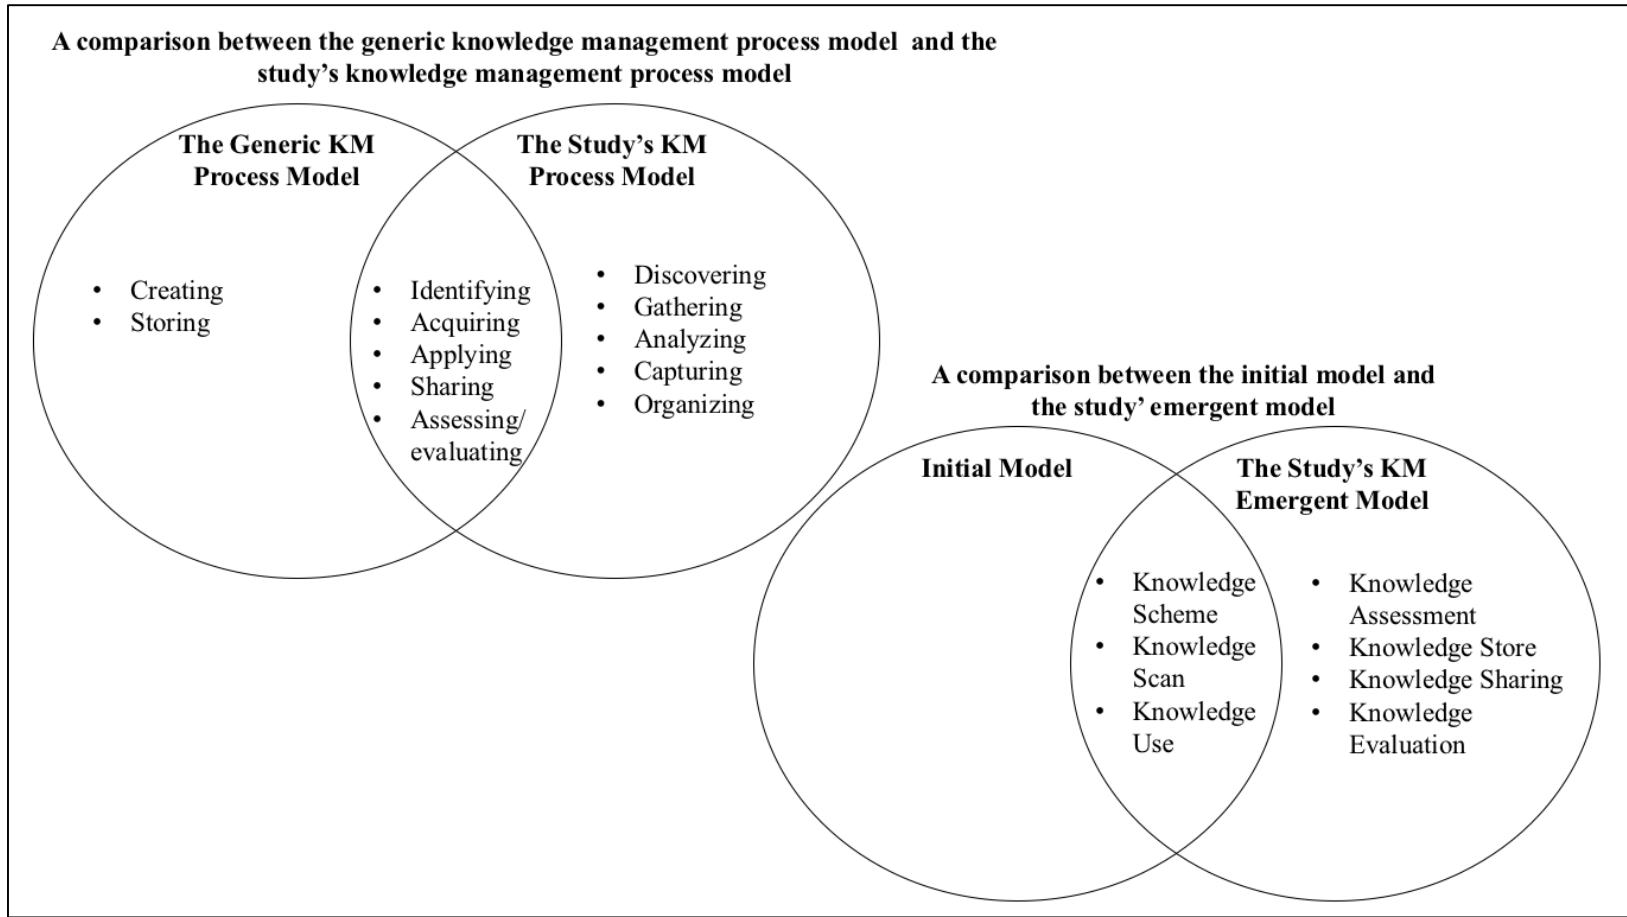 A comparison between the generic knowledge management process model and the
study's knowledge management process model
The Generic KM
Process Model
• Creating
• Storing
• Identifying
• Acquiring
• Applying
• Sharing
• Assessing/
evaluating
The Study's KM
Process Model
• Discovering
• Gathering
• Analyzing
• Capturing
• Organizing
A comparison between the initial model and
the study' emergent model
Initial Model
• Knowledge
Scheme
• Knowledge
Scan
• Knowledge
Use
The Study's KM
Emergent Model
• Knowledge
Assessment
• Knowledge Store
• Knowledge Sharing
• Knowledge
Evaluation